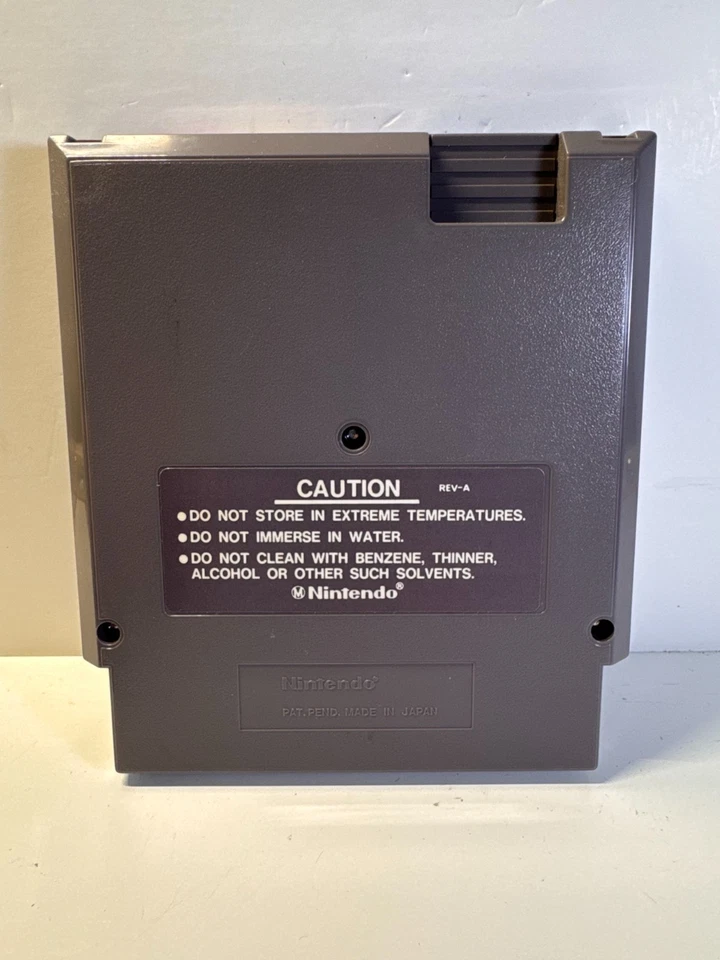 CAUTION REV-A
●DO NOT STORE IN EXTREME TEMPERATURES.
●DO NOT IMMERSE IN WATER.
●DO NOT CLEAN WITH BENZENE, THINNER,
ALCOHOL OR OTHER SUCH SOLVENTS.
Ⓜ Nintendo®
Nintendo®
PAT. PEND. MADE IN JAPAN